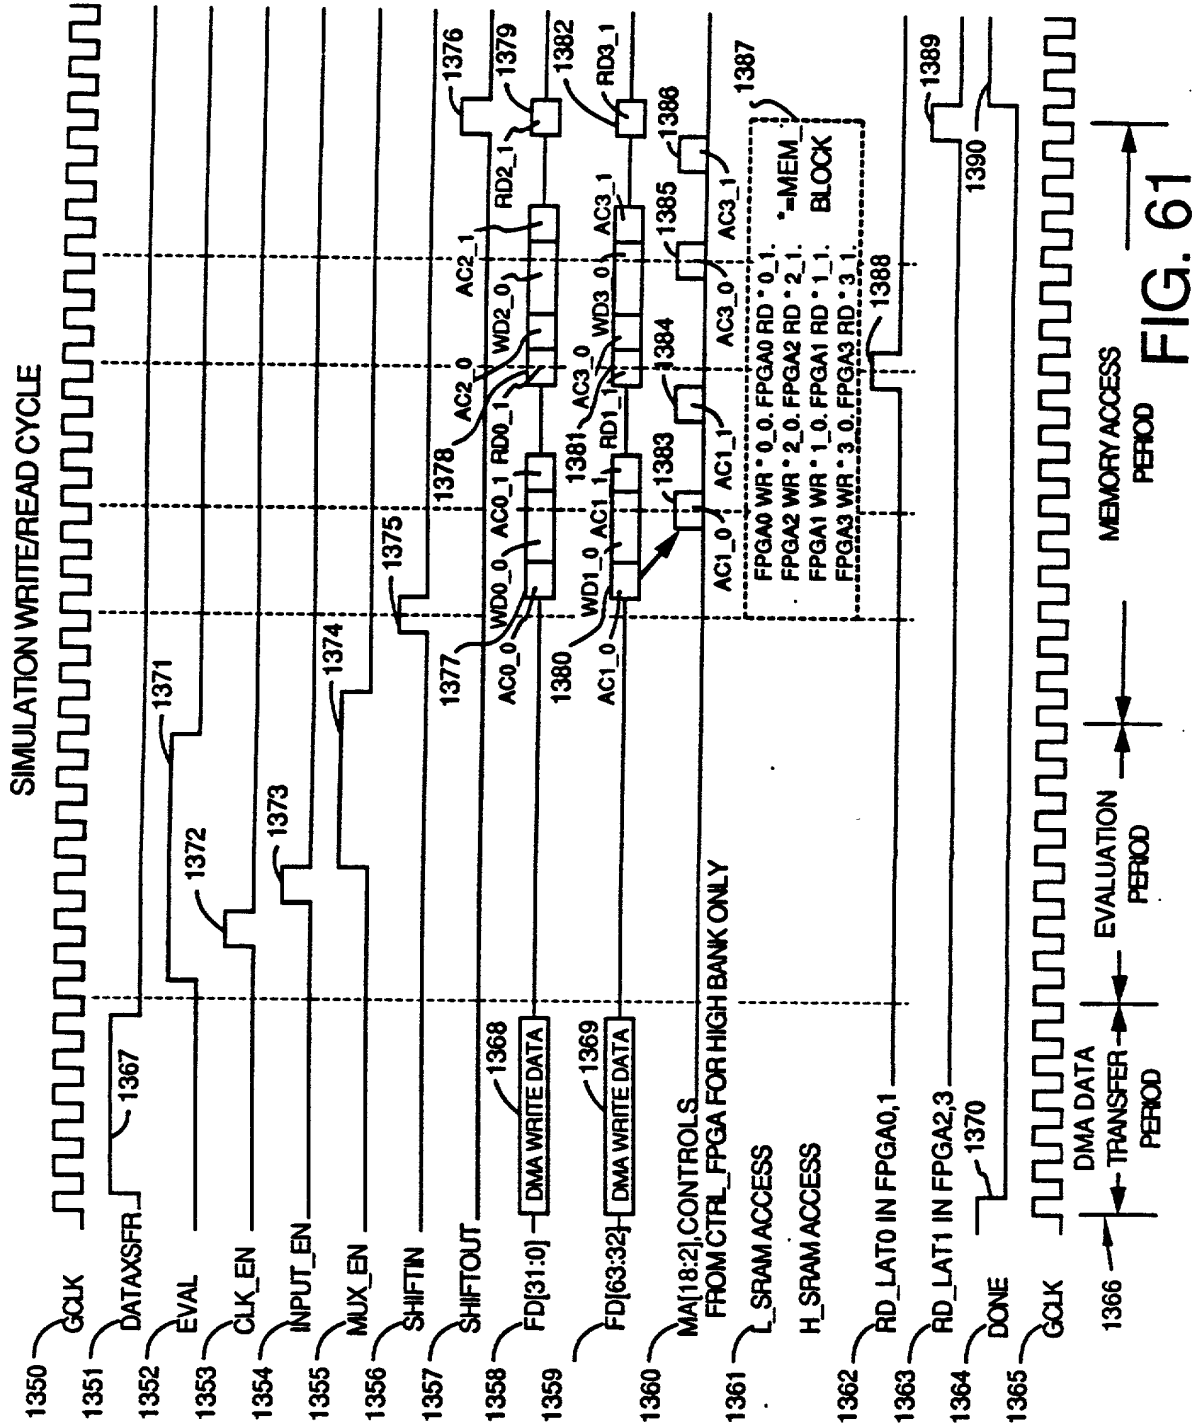 SIMULATION WRITE/READ CYCLE
1350 GCLK
1351 DATAXSFR
1367
1352 EVAL
1371
1353 CLK_EN
1372
1354 INPUT_EN
1373
1355 MUX_EN
1374
1356 SHIFTIN
1375
1357 SHIFTOUT
1376
1358 FD[31:0]
DMA WRITE DATA
1368
1377
AC0_0
WD0_0
AC0_1
1378
RD0_1
AC2_0
WD2_0
AC2_1
RD2_1
1379
1359 FD[63:32]
DMA WRITE DATA
1369
1380
AC1_0
WD1_0
AC1_1
1381
RD1_1
AC3_0
WD3_0
AC3_1
1382
RD3_1
1360 MA[18:2],CONTROLS
FROM CTRL_FPGA FOR HIGH BANK ONLY
1383
AC1_0
1384
AC1_1
1385
AC3_0
1386
AC3_1
1361 L_SRAM ACCESS
H_SRAM ACCESS
1387
FPGA0 WR * 0_0. FPGA0 RD * 0_1.
FPGA2 WR * 2_0. FPGA2 RD * 2_1.
FPGA1 WR * 1_0. FPGA1 RD * 1_1.
FPGA3 WR * 3_0. FPGA3 RD * 3_1.
*=MEM_
BLOCK
1362 RD_LAT0 IN FPGA0,1
1388
1363 RD_LAT1 IN FPGA2,3
1389
1364 DONE
1370
1390
1365 GCLK
1366
DMA DATA
TRANSFER
PERIOD
EVALUATION
PERIOD
MEMORY ACCESS
PERIOD
FIG. 61